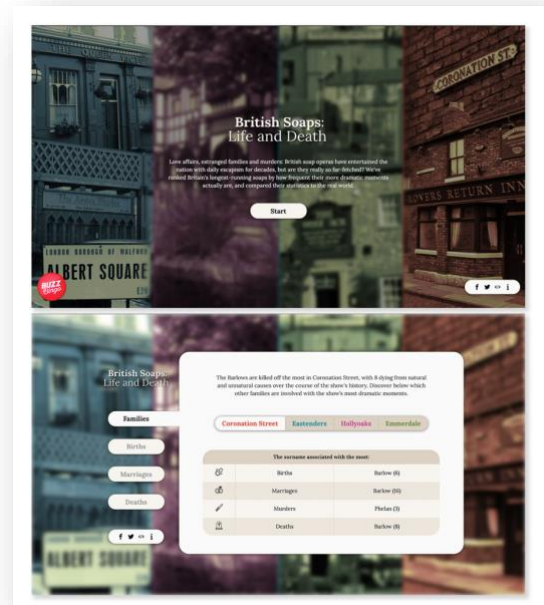 CORONATION ST.
British Soaps:
Life and Death
Love affairs, estranged families and murders: British soap operas have entertained the
nation with daily escapism for decades, but are they really so far-fetched? We've
ranked Britain's longest-running soaps by how frequent their more dramatic moments
actually are, and compared their statistics to the real world.
Start
ROVERS RETURN INN
LONDON BOROUGH OF WALFORD
ALBERT SQUARE
E20
BUZZ
Bingo
British Soaps:
Life and Death
The Barlows are killed off the most in Coronation Street, with 8 dying from natural
and unnatural causes over the course of the show's history. Discover below which
other families are involved with the show's most dramatic moments.
Families
Births
Marriages
Deaths
Coronation Street Eastenders Hollyoaks Emmerdale
The surname associated with the most:
Births Barlow (6)
Marriages Barlow (16)
Murders Phelan (3)
Deaths Barlow (8)
ALBERT SQUARE